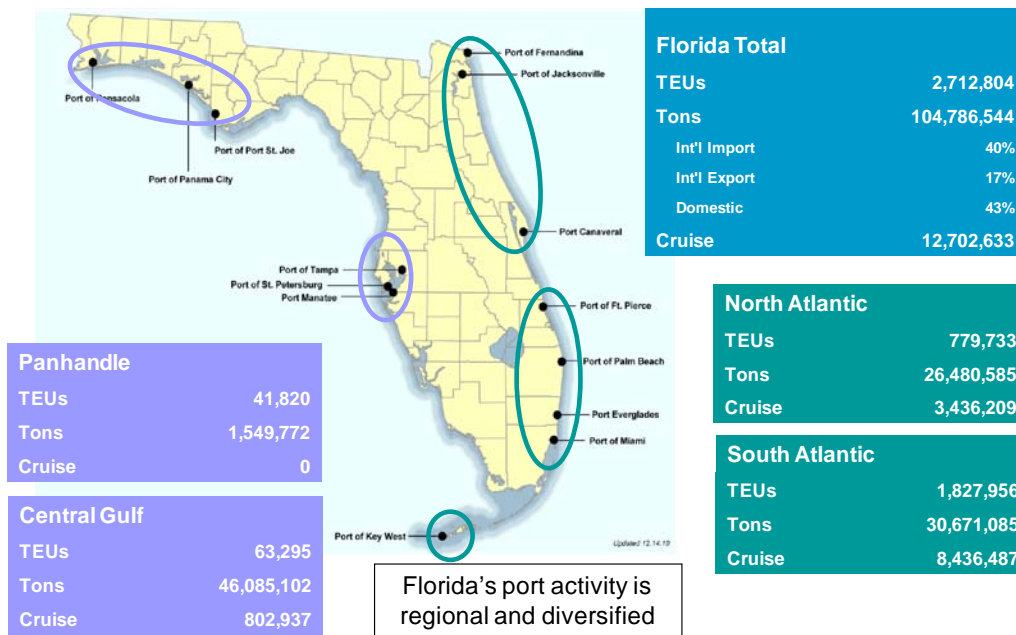 Port of Fernandina
Port of Jacksonville
Port of Pensacola
Port of Port St. Joe
Port of Panama City
Port Canaveral
Port of Tampa
Port of St. Petersburg
Port Manatee
Port of Ft. Pierce
Port of Palm Beach
Port Everglades
Port of Miami
Port of Key West
Updated 12.14.10
Florida Total
TEUs 2,712,804
Tons 104,786,544
Int'l Import 40%
Int'l Export 17%
Domestic 43%
Cruise 12,702,633
North Atlantic
TEUs 779,733
Tons 26,480,585
Cruise 3,436,209
South Atlantic
TEUs 1,827,956
Tons 30,671,085
Cruise 8,436,487
Panhandle
TEUs 41,820
Tons 1,549,772
Cruise 0
Central Gulf
TEUs 63,295
Tons 46,085,102
Cruise 802,937
Florida's port activity is
regional and diversified